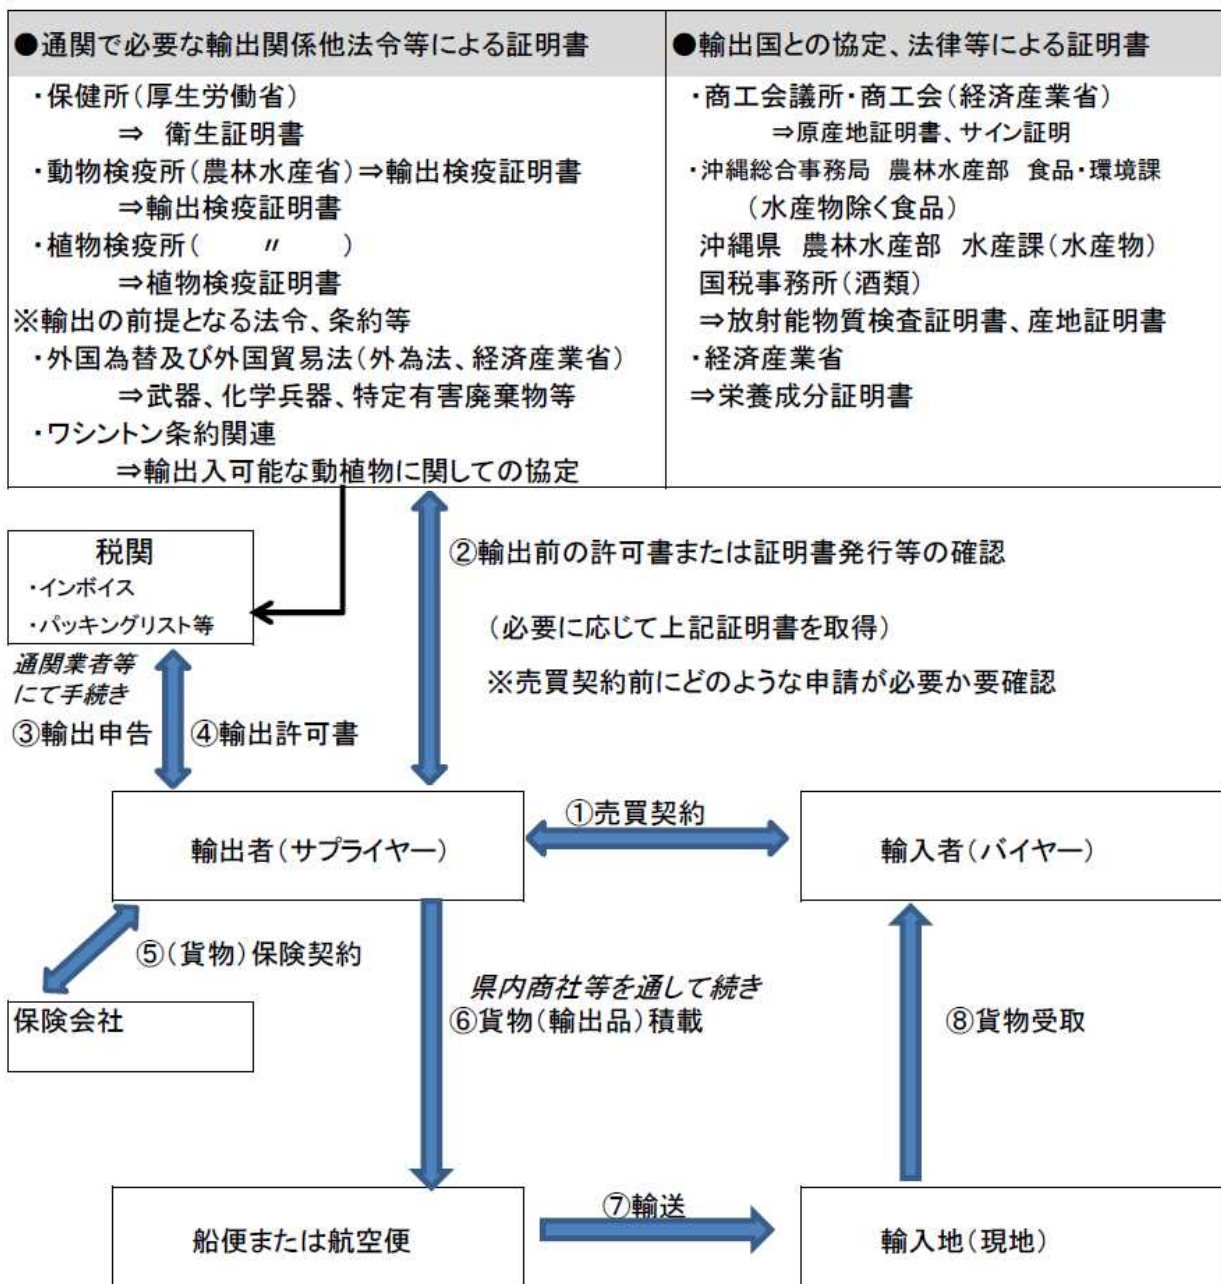 ●通関で必要な輸出関係他法令等による証明書
・保健所(厚生労働省)
⇒ 衛生証明書
・動物検疫所(農林水産省)⇒輸出検疫証明書
⇒輸出検疫証明書
・植物検疫所( 〃 )
⇒植物検疫証明書
※輸出の前提となる法令、条約等
・外国為替及び外国貿易法(外為法、経済産業省)
⇒武器、化学兵器、特定有害廃棄物等
・ワシントン条約関連
⇒輸出入可能な動植物に関しての協定
●輸出国との協定、法律等による証明書
・商工会議所・商工会(経済産業省)
⇒原産地証明書、サイン証明
・沖縄総合事務局 農林水産部 食品・環境課
(水産物除く食品)
沖縄県 農林水産部 水産課(水産物)
国税事務所(酒類)
⇒放射能物質検査証明書、産地証明書
・経済産業省
⇒栄養成分証明書
税関
・インボイス
・パッキングリスト等
通関業者等
にて手続き
③輸出申告
④輸出許可書
②輸出前の許可書または証明書発行等の確認
(必要に応じて上記証明書を取得)
※売買契約前にどのような申請が必要か要確認
輸出者(サプライヤー)
①売買契約
輸入者(バイヤー)
⑤(貨物)保険契約
保険会社
県内商社等を通して続き
⑥貨物(輸出品)積載
⑧貨物受取
船便または航空便
⑦輸送
輸入地(現地)